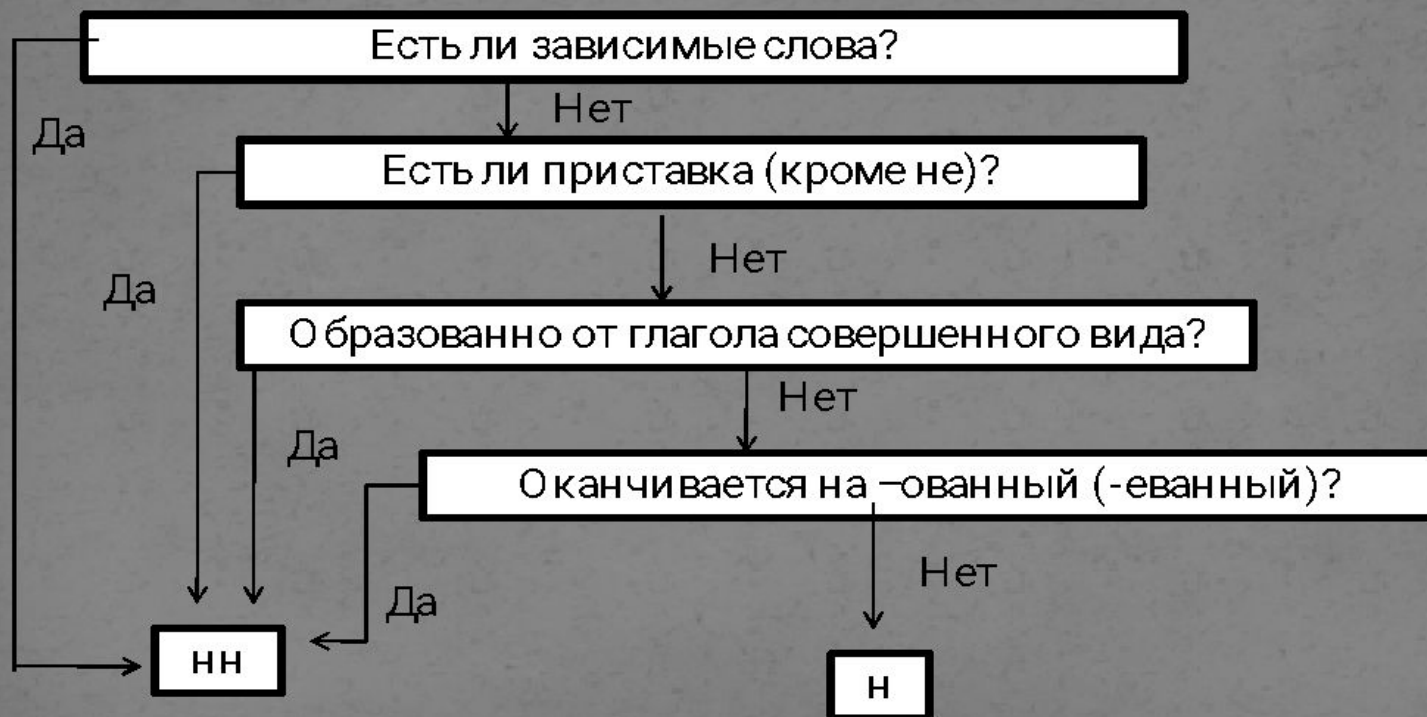 Есть ли зависимые слова?
Да
Нет
Есть ли приставка (кроме не)?
Да
Нет
Образованно от глагола совершенного вида?
Да
Нет
Оканчивается на –ованный (-еванный)?
Да
Нет
нн
н